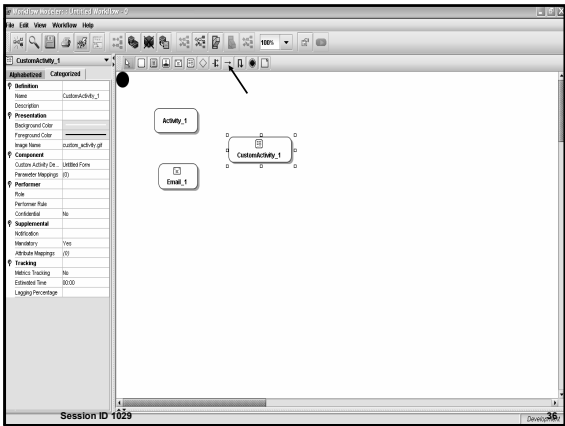 Workflow Modeler: : Untitled Workflow - 0
File Edit View Workflow Help
100%
CustomActivity_1
Alphabetized Categorized
Definition
Name CustomActivity_1
Description
Presentation
Background Color
Foreground Color
Image Name custom_activity.gif
Component
Custom Activity De... Untitled Form
Parameter Mappings (0)
Performer
Role
Performer Rule
Confidential No
Supplemental
Notification
Mandatory Yes
Attribute Mappings (0)
Tracking
Metrics Tracking No
Estimated Time 00:00
Lagging Percentage
Activity_1
CustomActivity_1
Email_1
Session ID 1029
36